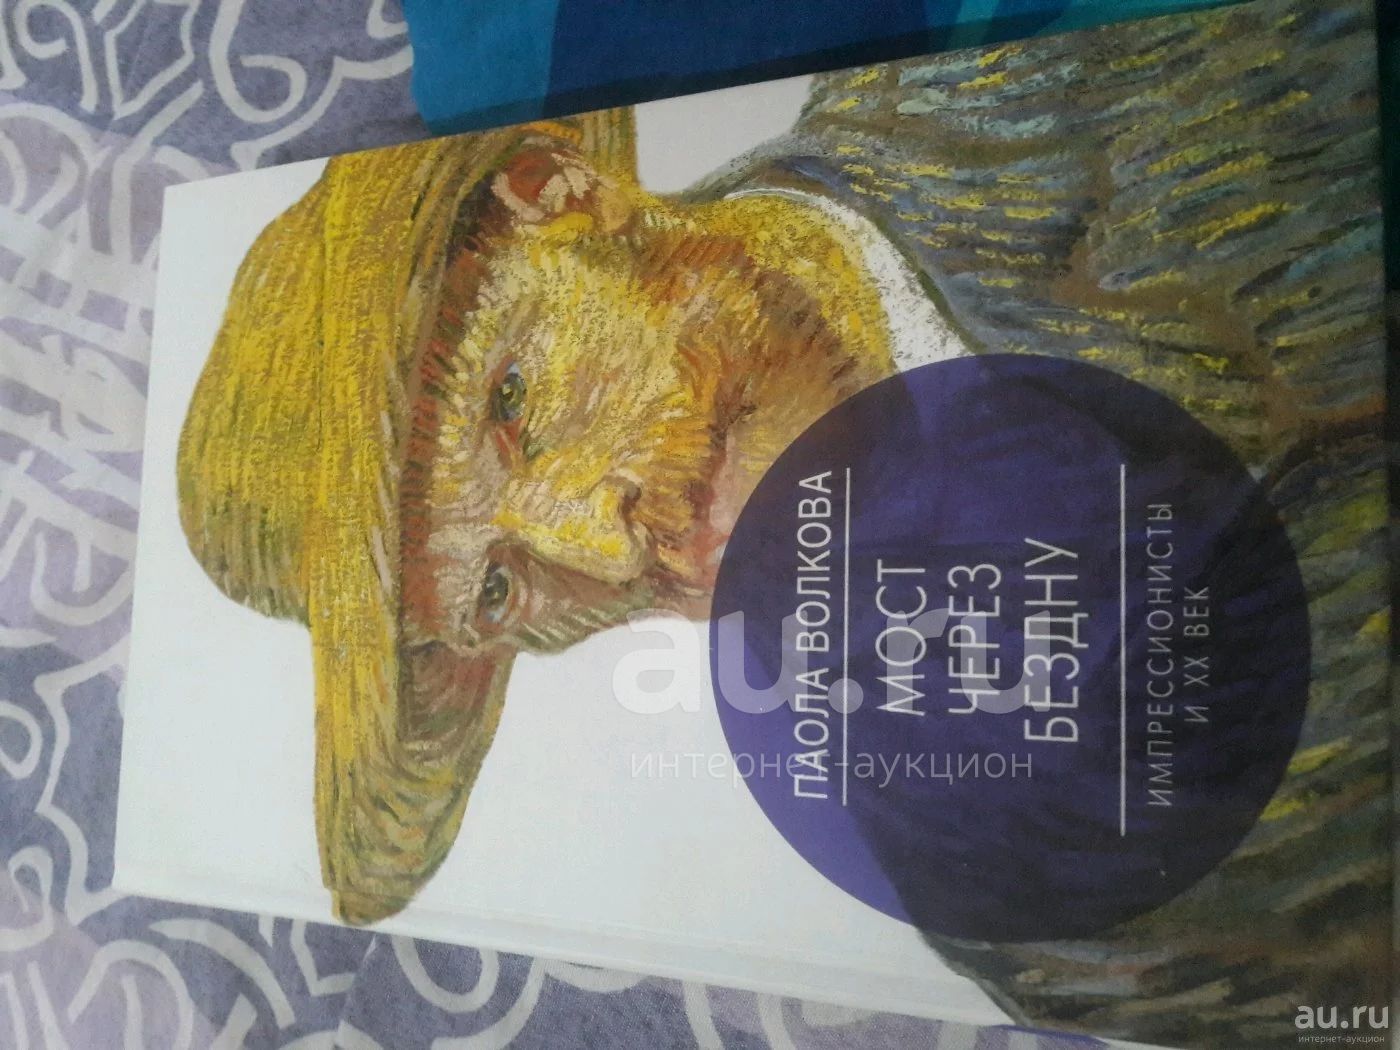 ПАОЛА ВОЛКОВА
МОСТ
ЧЕРЕЗ
БЕЗДНУ
ИМПРЕССИОНИСТЫ
И XX ВЕК
au.ru
интернет-аукцион
au.ru
интернет-аукцион